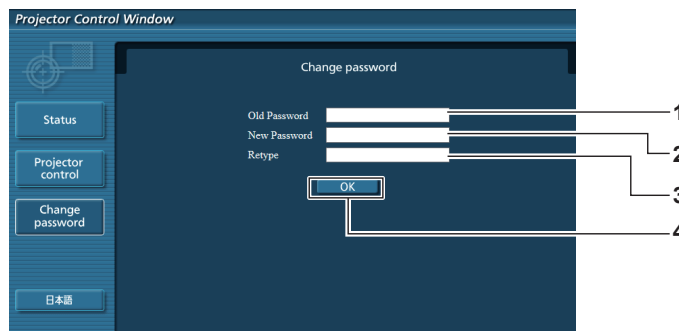 Projector Control Window
Change password
Status
Projector
control
Change
password
日本語
Old Password
New Password
Retype
OK
1
2
3
4